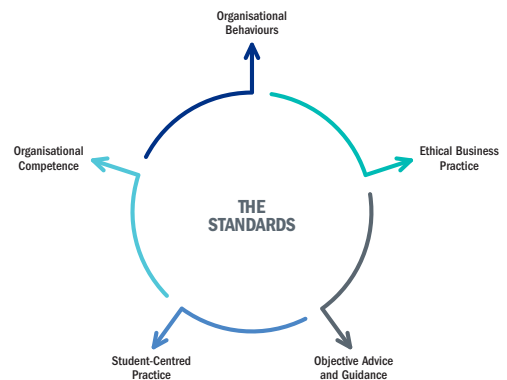 Organisational
Behaviours
Ethical Business
Practice
Organisational
Competence
THE
STANDARDS
Student-Centred
Practice
Objective Advice
and Guidance